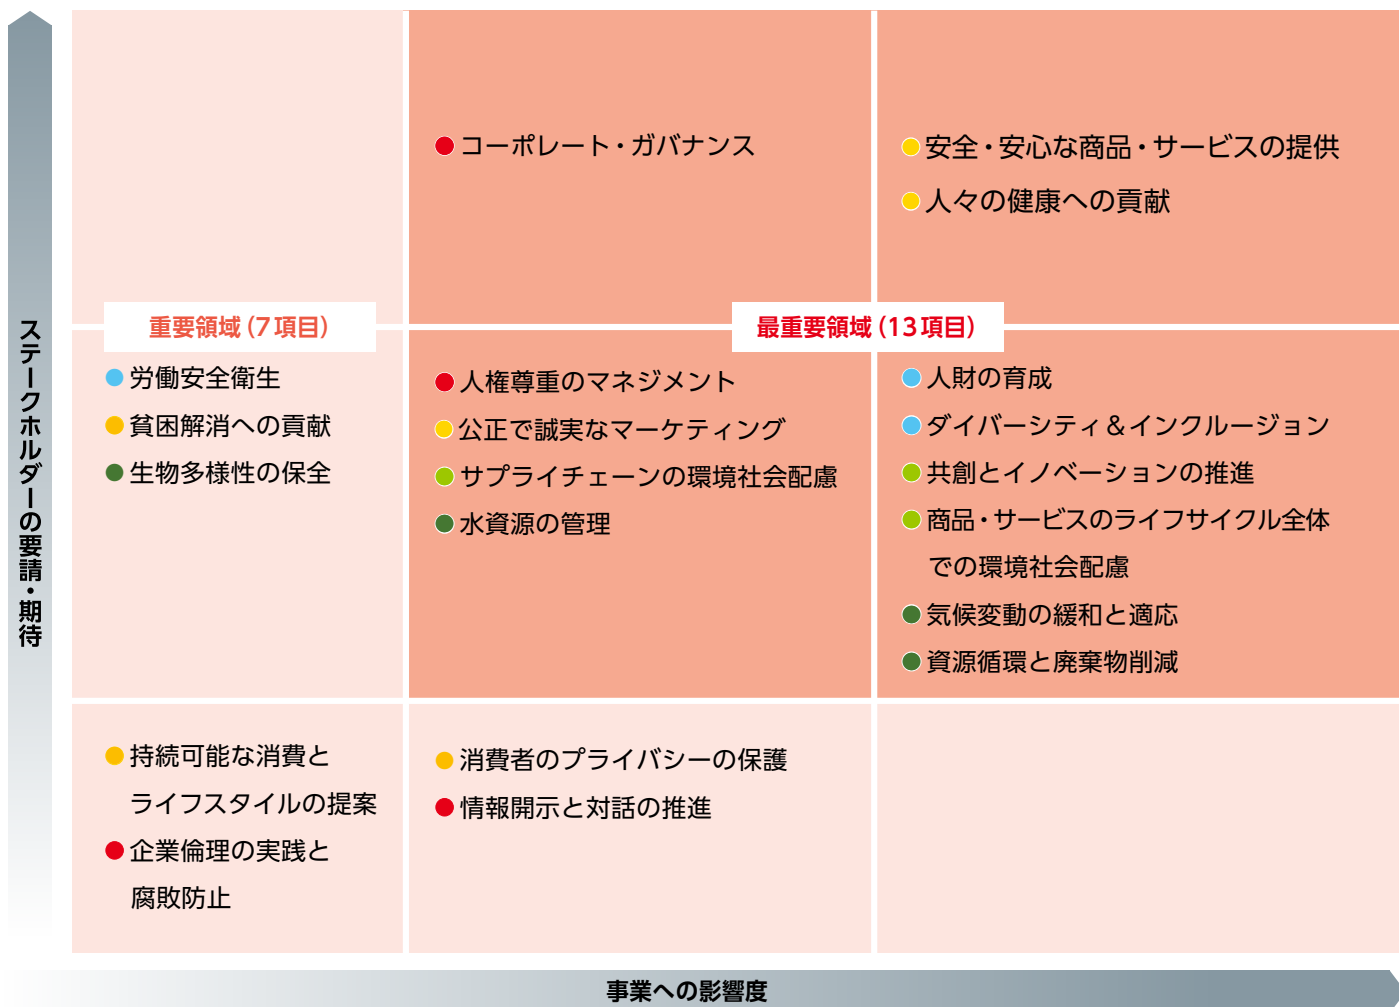 ステークホルダーの要請・期待
コーポレート・ガバナンス
安全・安心な商品・サービスの提供
人々の健康への貢献
重要領域(7項目)
最重要領域(13項目)
労働安全衛生
貧困解消への貢献
生物多様性の保全
人権尊重のマネジメント
公正で誠実なマーケティング
サプライチェーンの環境社会配慮
水資源の管理
人財の育成
ダイバーシティ&インクルージョン
共創とイノベーションの推進
商品・サービスのライフサイクル全体
での環境社会配慮
気候変動の緩和と適応
資源循環と廃棄物削減
持続可能な消費と
ライフスタイルの提案
企業倫理の実践と
腐敗防止
消費者のプライバシーの保護
情報開示と対話の推進
事業への影響度